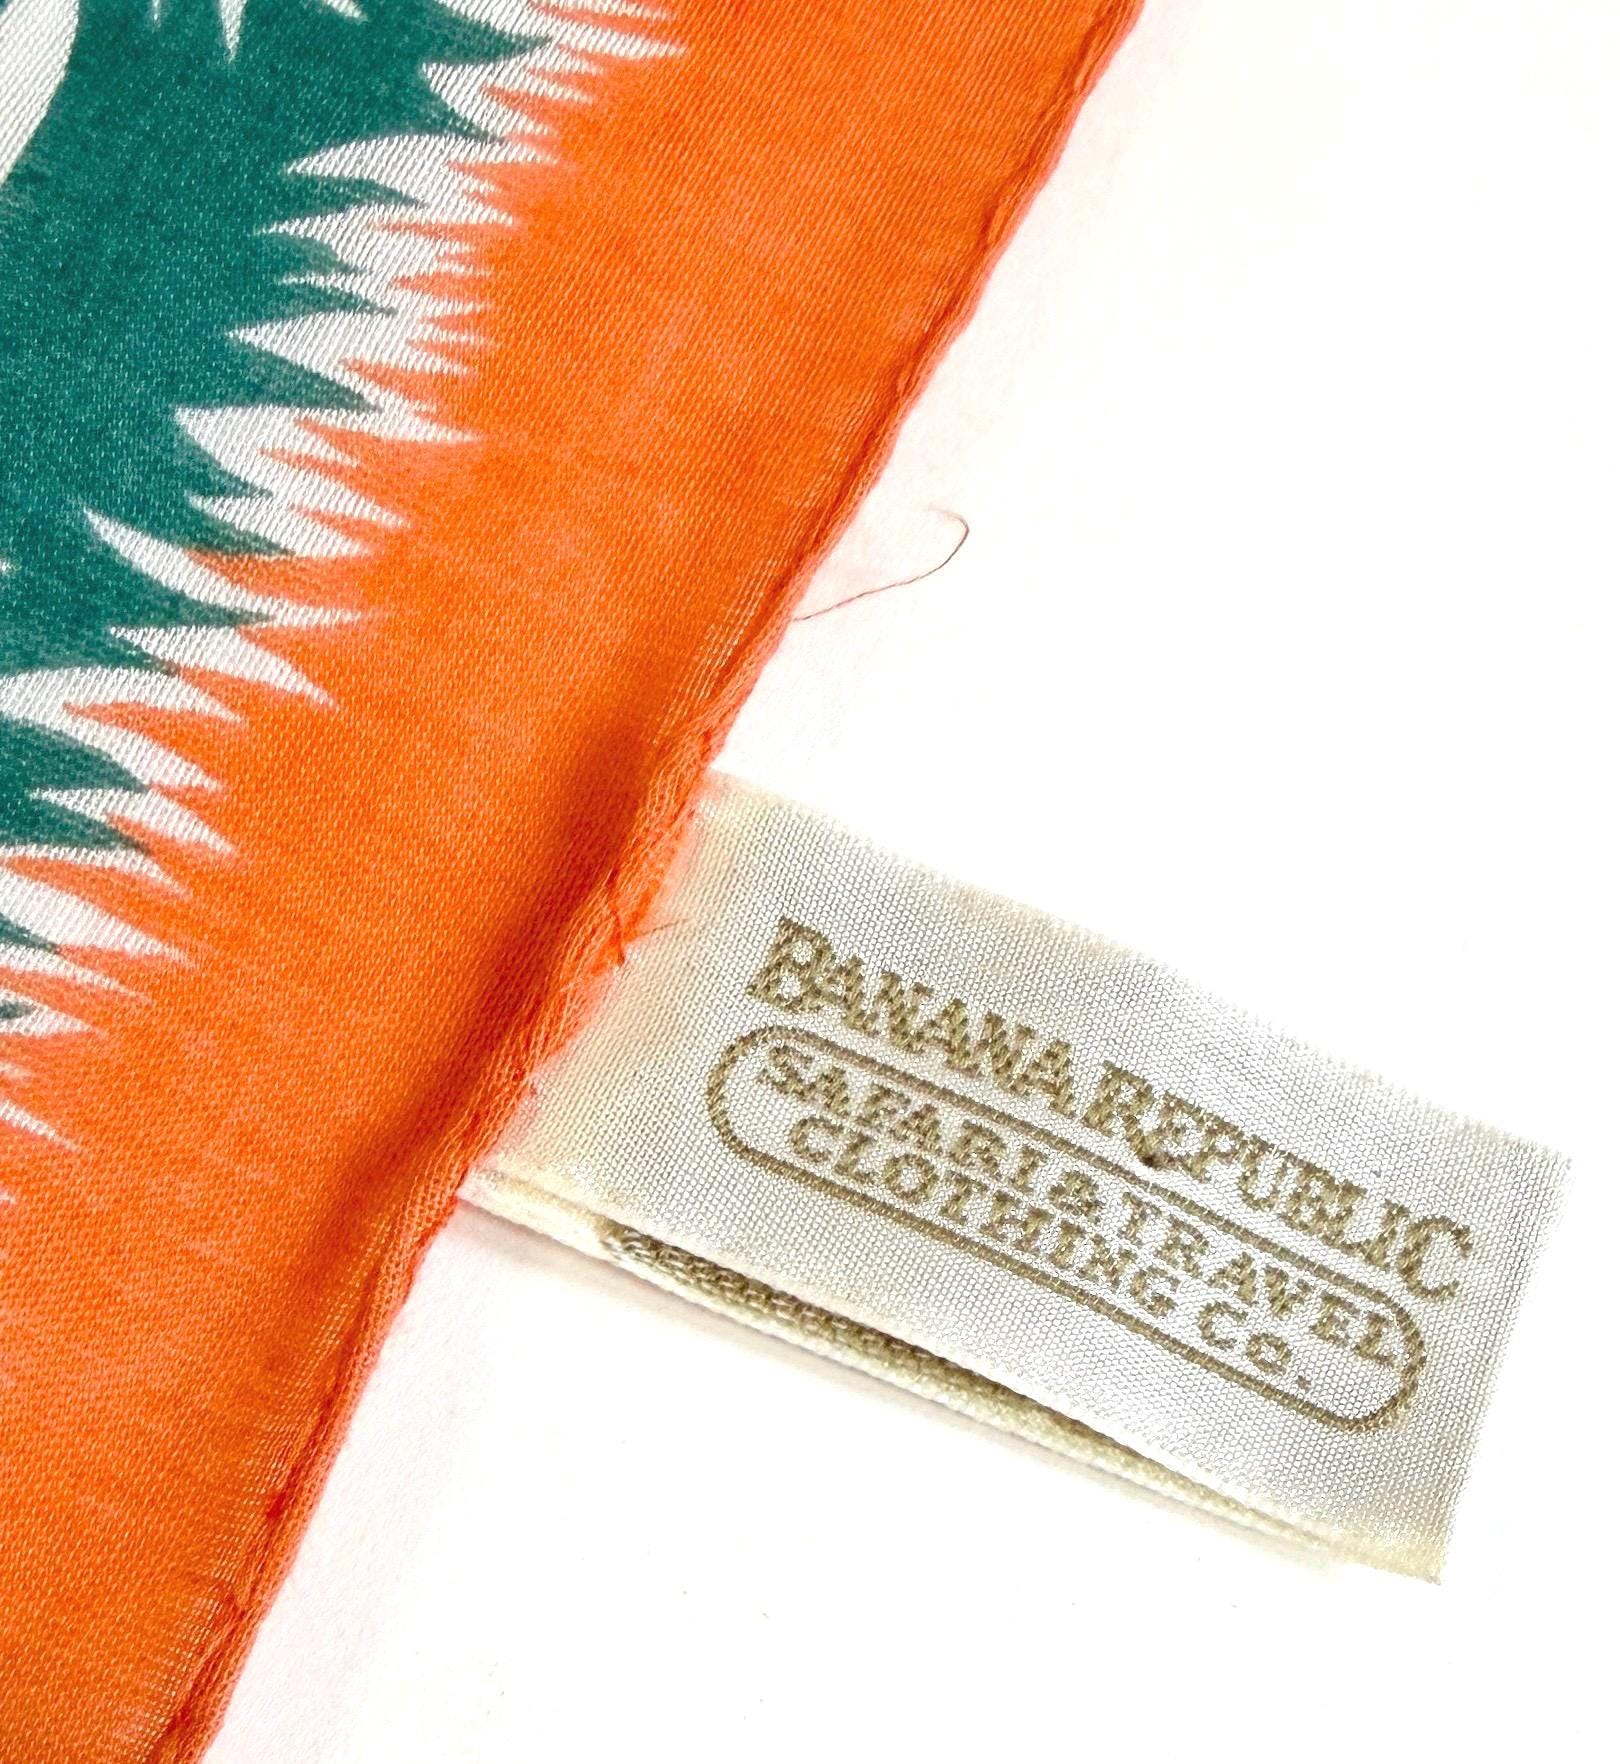 BANANA REPUBLIC
SAFARI & TRAVEL
CLOTHING CO.